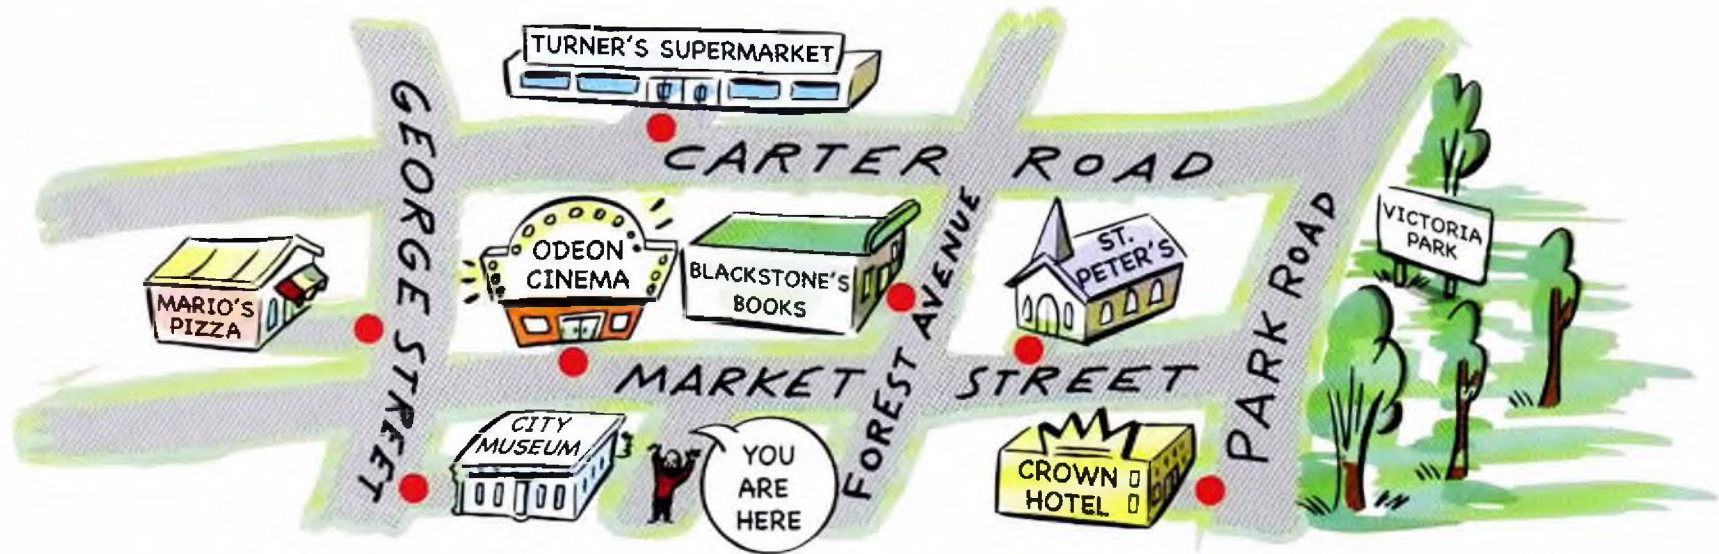 TURNER'S SUPERMARKET
GEORGE STREET
CARTER ROAD
MARIO'S
PIZZA
ODEON
CINEMA
BLACKSTONE'S
BOOKS
FOREST AVENUE
ST.
PETER'S
PARK ROAD
VICTORIA
PARK
MARKET STREET
CITY
MUSEUM
YOU
ARE
HERE
CROWN
HOTEL